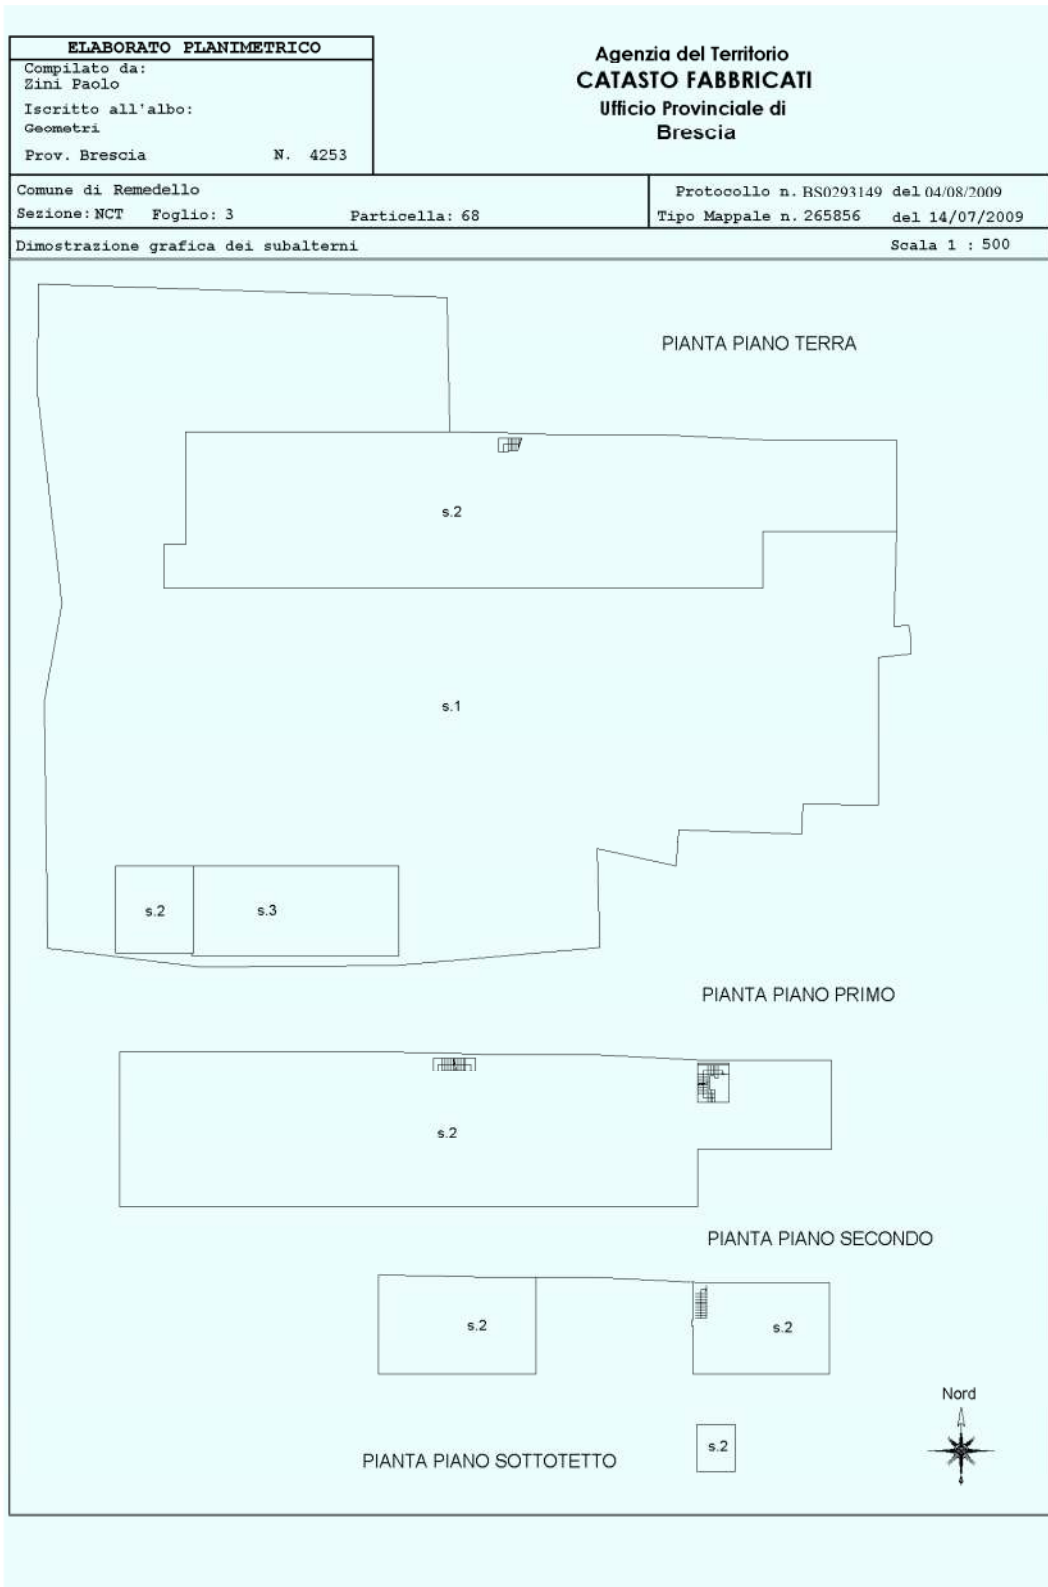 ELABORATO PLANIMETRICO
Compilato da:
Zini Paolo
Iscritto all'albo:
Geometri
Prov. Brescia N. 4253
Agenzia del Territorio
CATASTO FABBRICATI
Ufficio Provinciale di
Brescia
Comune di Remedello
Sezione: NCT Foglio: 3 Particella: 68
Protocollo n. BS0293149 del 04/08/2009
Tipo Mappale n. 265856 del 14/07/2009
Dimostrazione grafica dei subalterni Scala 1 : 500
PIANTA PIANO TERRA
s.2
s.1
s.2 s.3
PIANTA PIANO PRIMO
s.2
PIANTA PIANO SECONDO
s.2 s.2
Nord
s.2
PIANTA PIANO SOTTOTETTO